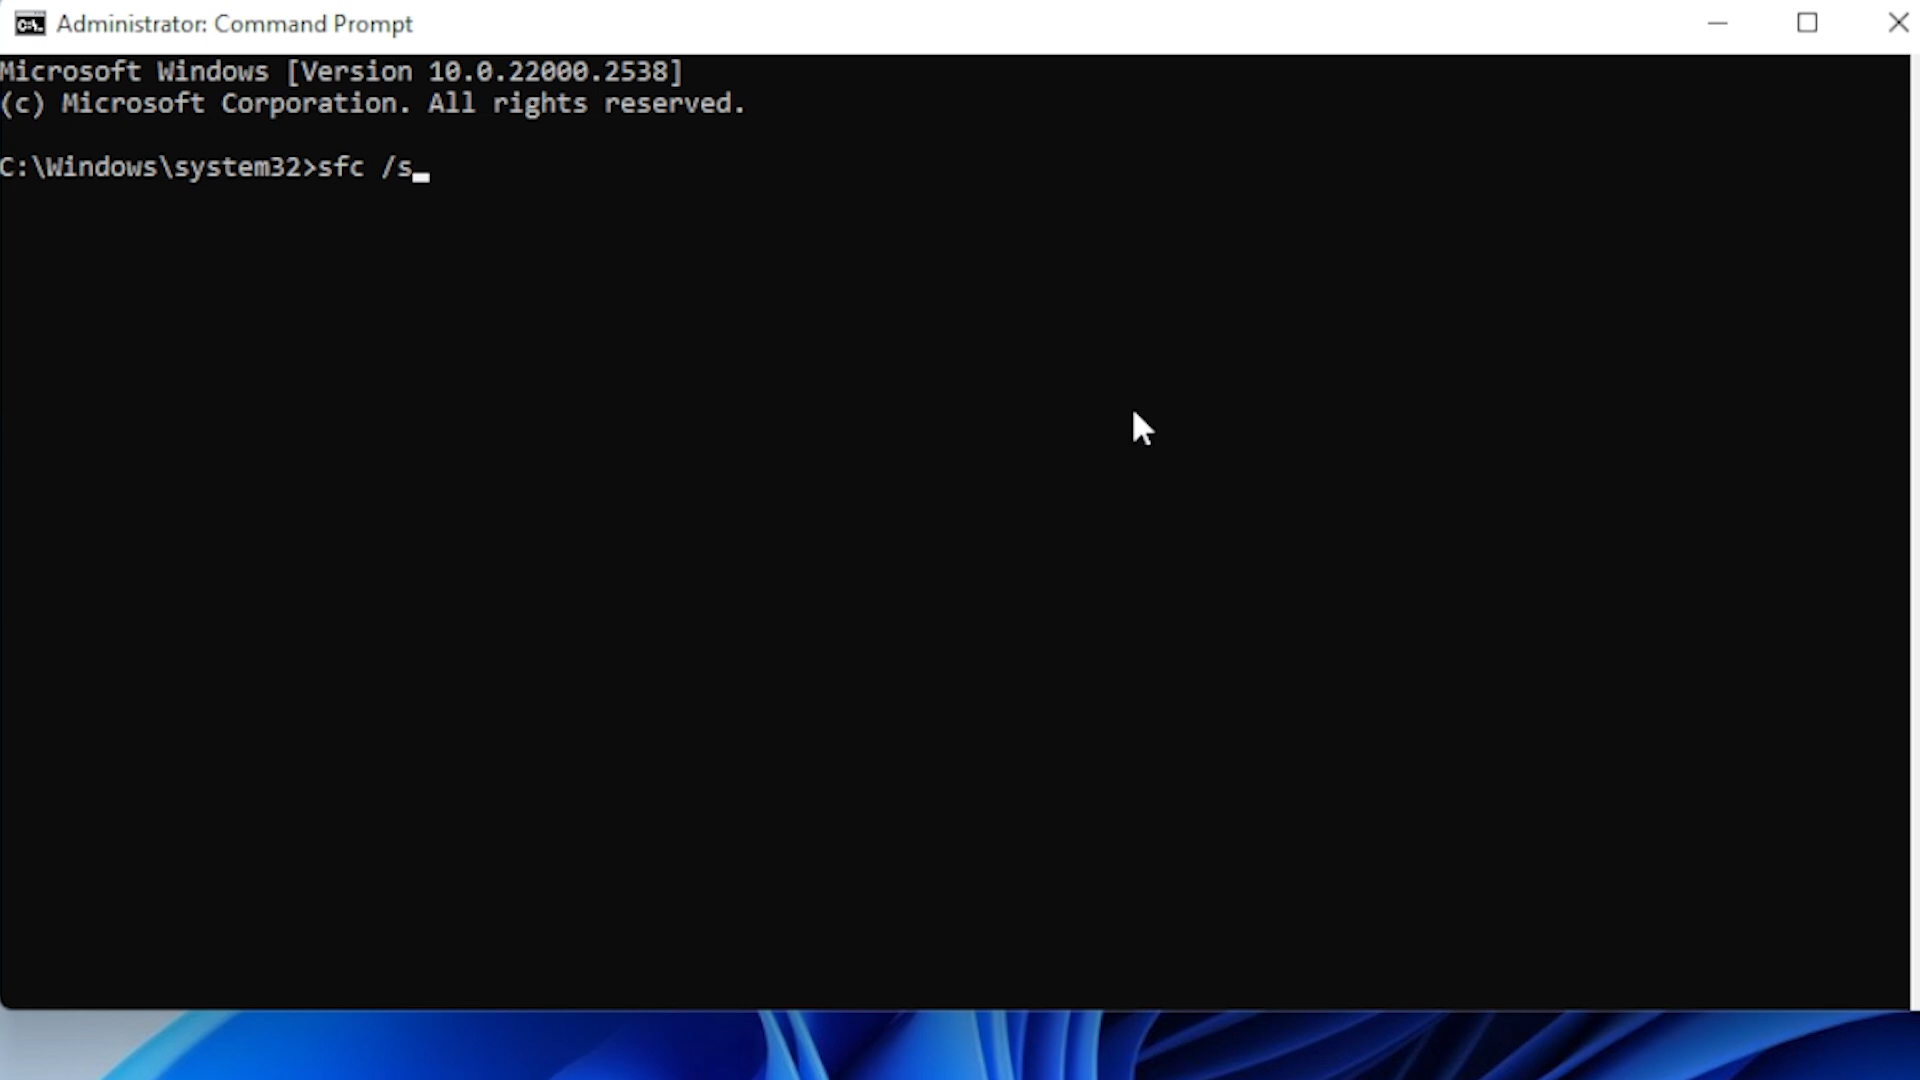 Administrator: Command Prompt
Microsoft Windows [Version 10.0.22000.2538]
(c) Microsoft Corporation. All rights reserved.
C:\Windows\system32>sfc /s